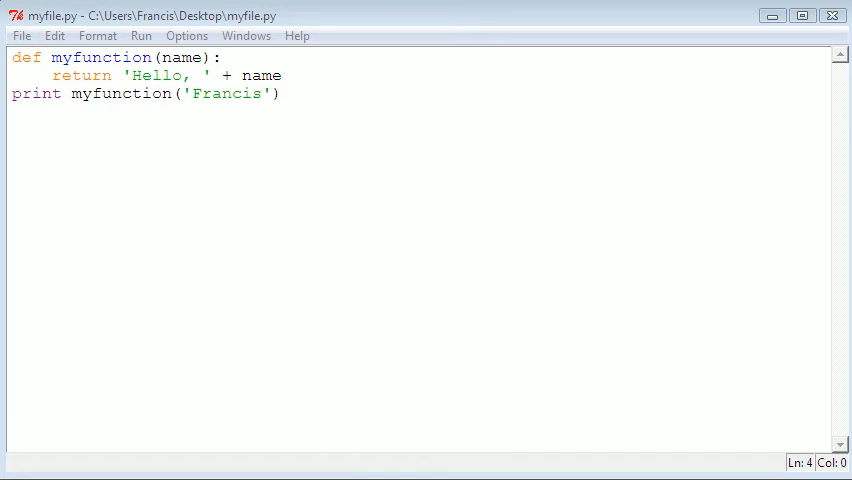 myfile.py - C:\Users\Francis\Desktop\myfile.py
File Edit Format Run Options Windows Help
def myfunction(name):
    return 'Hello, ' + name
print myfunction('Francis')
Ln: 4 Col: 0